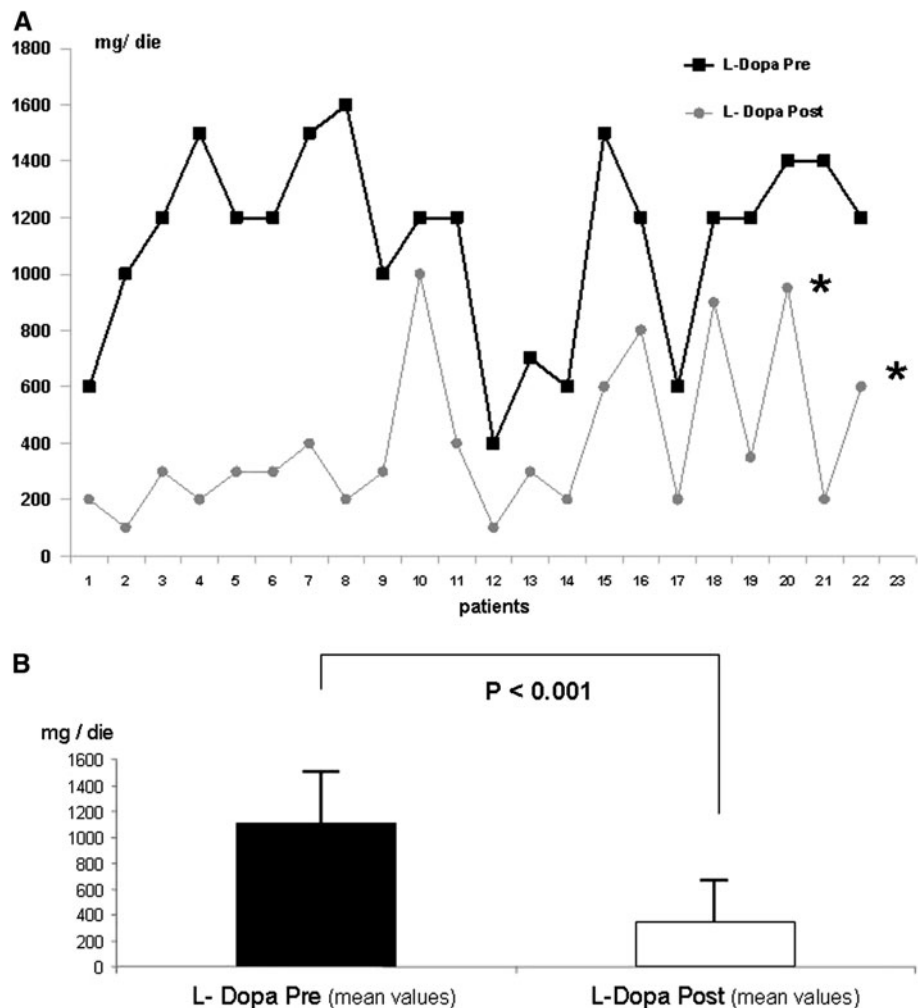 A
mg/ die
1800
1600
1400
1200
1000
800
600
400
200
0
L-Dopa Pre
L- Dopa Post
*
*
1 2 3 4 5 6 7 8 9 10 11 12 13 14 15 16 17 18 19 20 21 22 23
patients
B
P < 0.001
mg / die
1600
1400
1200
1000
800
600
400
200
0
L- Dopa Pre (mean values) L-Dopa Post (mean values)